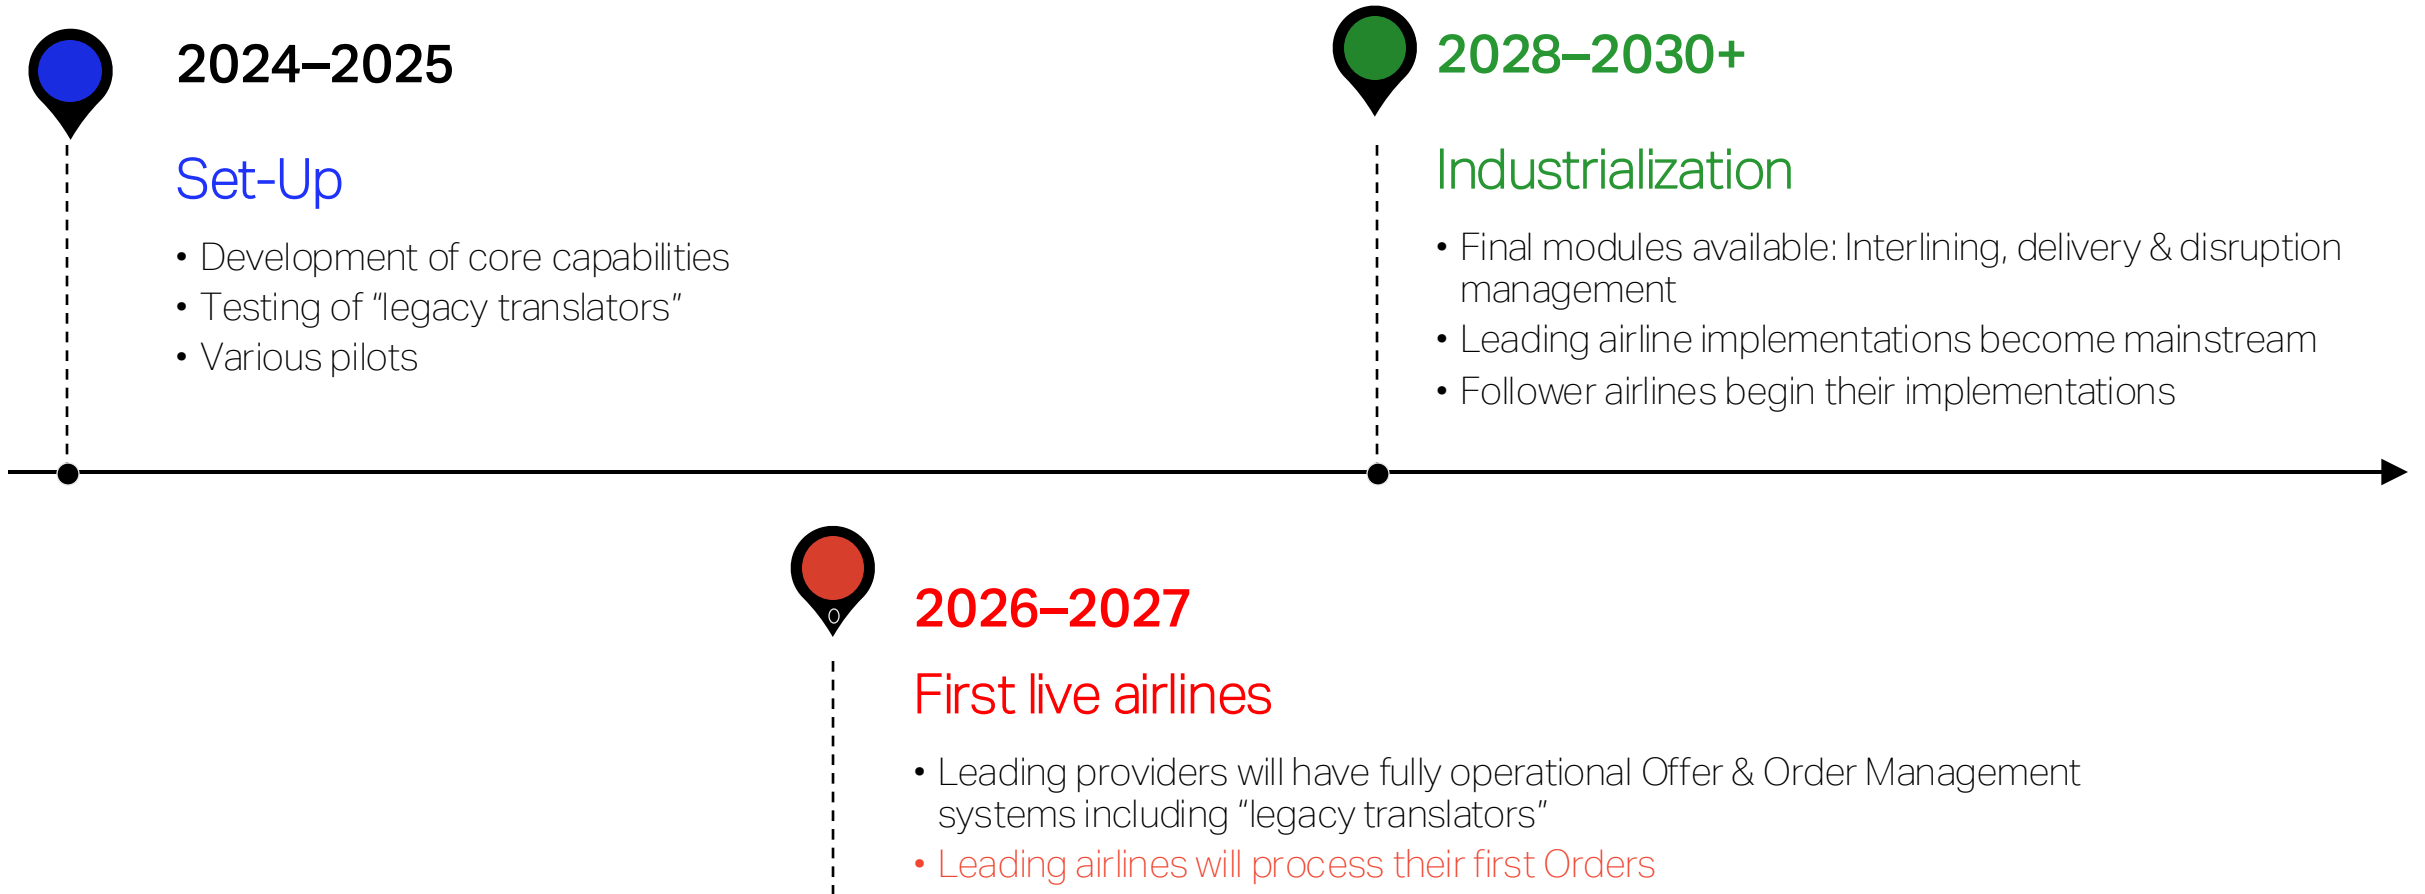 2024–2025
Set-Up
• Development of core capabilities
• Testing of “legacy translators”
• Various pilots
2028–2030+
Industrialization
• Final modules available: Interlining, delivery & disruption
management
• Leading airline implementations become mainstream
• Follower airlines begin their implementations
0
2026–2027
First live airlines
• Leading providers will have fully operational Offer & Order Management
systems including “legacy translators”
• Leading airlines will process their first Orders